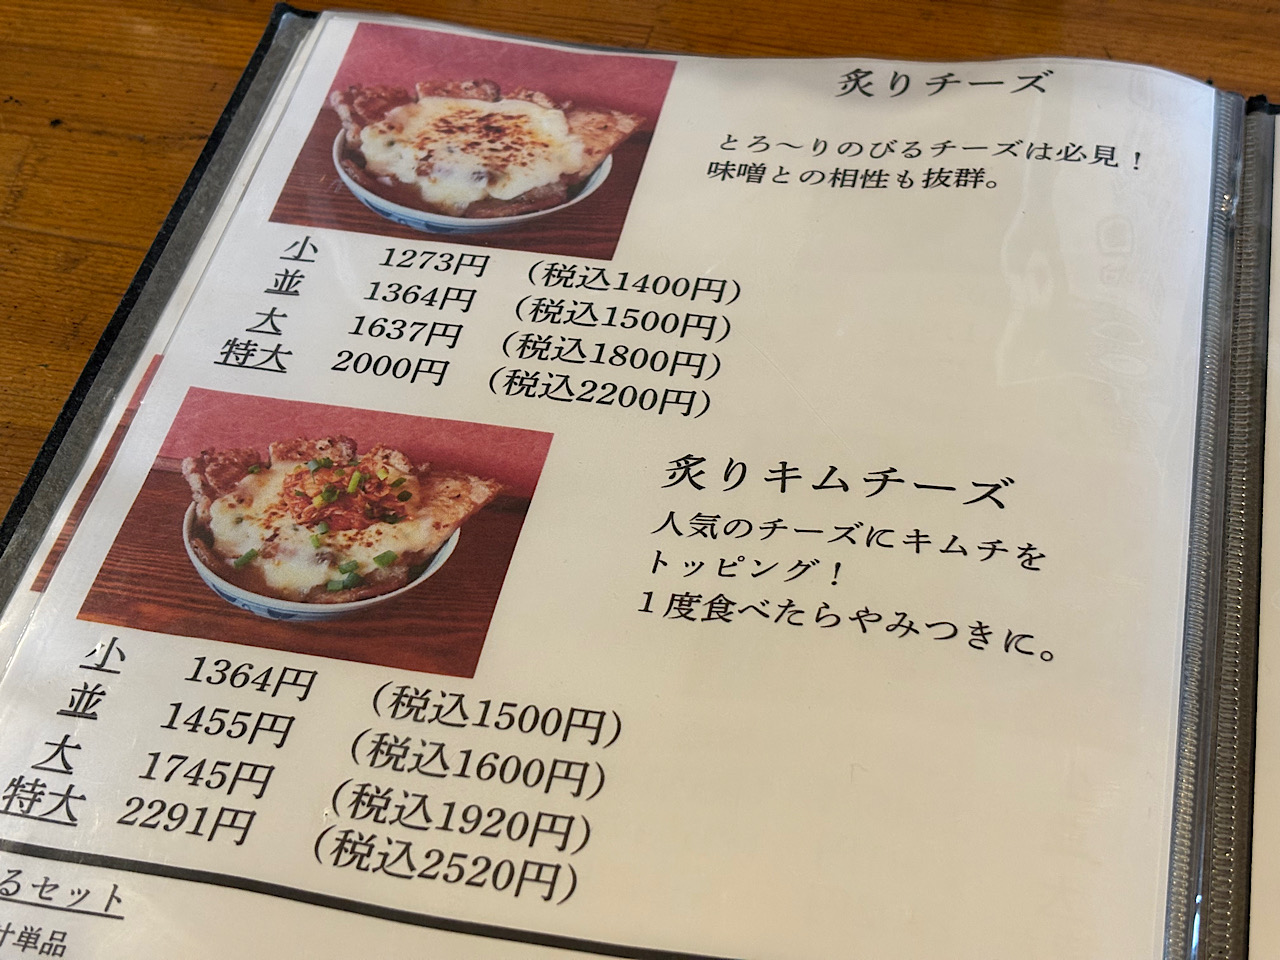 炙りチーズ
とろ～りのびるチーズは必見！
味噌との相性も抜群。
小 1273円 (税込1400円)
並 1364円 (税込1500円)
大 1637円 (税込1800円)
特大 2000円 (税込2200円)
炙りキムチーズ
人気のチーズにキムチを
トッピング！
１度食べたらやみつきに。
小 1364円 (税込1500円)
並 1455円 (税込1600円)
大 1745円 (税込1920円)
特大 2291円 (税込2520円)
るセット
単品